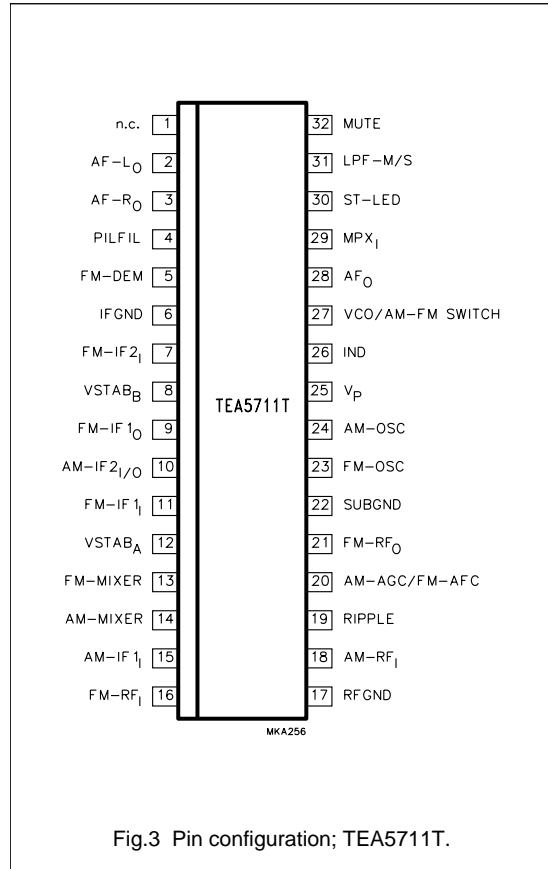 n.c. 1 32 MUTE
AF-LO 2 31 LPF-M/S
AF-RO 3 30 ST-LED
PILFIL 4 29 MPXI
FM-DEM 5 28 AFO
IFGND 6 27 VCO/AM-FM SWITCH
FM-IF2I 7 26 IND
VSTABB 8 25 VP
TEA5711T
FM-IF1O 9 24 AM-OSC
AM-IF2I/O 10 23 FM-OSC
FM-IF1I 11 22 SUBGND
VSTABA 12 21 FM-RFO
FM-MIXER 13 20 AM-AGC/FM-AFC
AM-MIXER 14 19 RIPPLE
AM-IF1I 15 18 AM-RFI
FM-RFI 16 17 RFGND
MKA256
Fig.3 Pin configuration; TEA5711T.